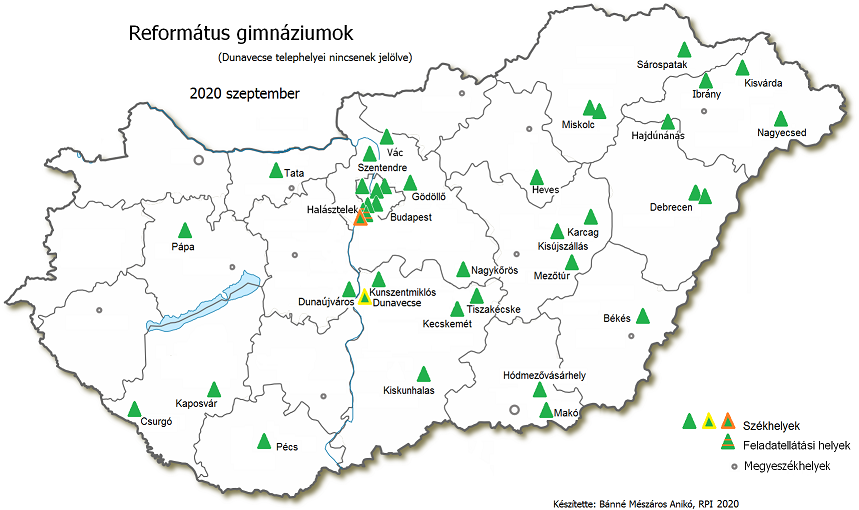 Református gimnáziumok
(Dunavecse telephelyei nincsenek jelölve)
2020 szeptember
Sárospatak
Kisvárda
Ibrány
Miskolc
Hajdúnánás
Nagyecsed
Vác
Szentendre
Tata
Gödöllő
Heves
Debrecen
Halásztelek
Budapest
Karcag
Kisújszállás
Pápa
Mezőtúr
Nagykőrös
Kunszentmiklós
Dunaújváros
Dunavecse
Tiszakécske
Kecskemét
Békés
Hódmezővásárhely
Kiskunhalas
Kaposvár
Makó
Csurgó
Pécs
Székhelyek
Feladatellátási helyek
Megyeszékhelyek
Készítette: Bánné Mészáros Anikó, RPI 2020